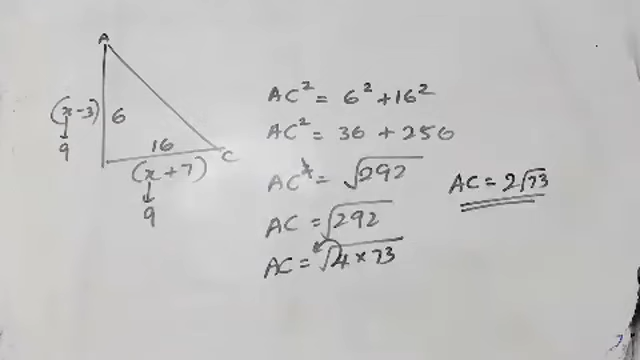 A
(x-3) 6
9
16
C
(x+7)
9
AC² = 6² + 16²
AC² = 36 + 256
AC² = √292
AC = √292
AC = √4 × 73
AC = 2√73